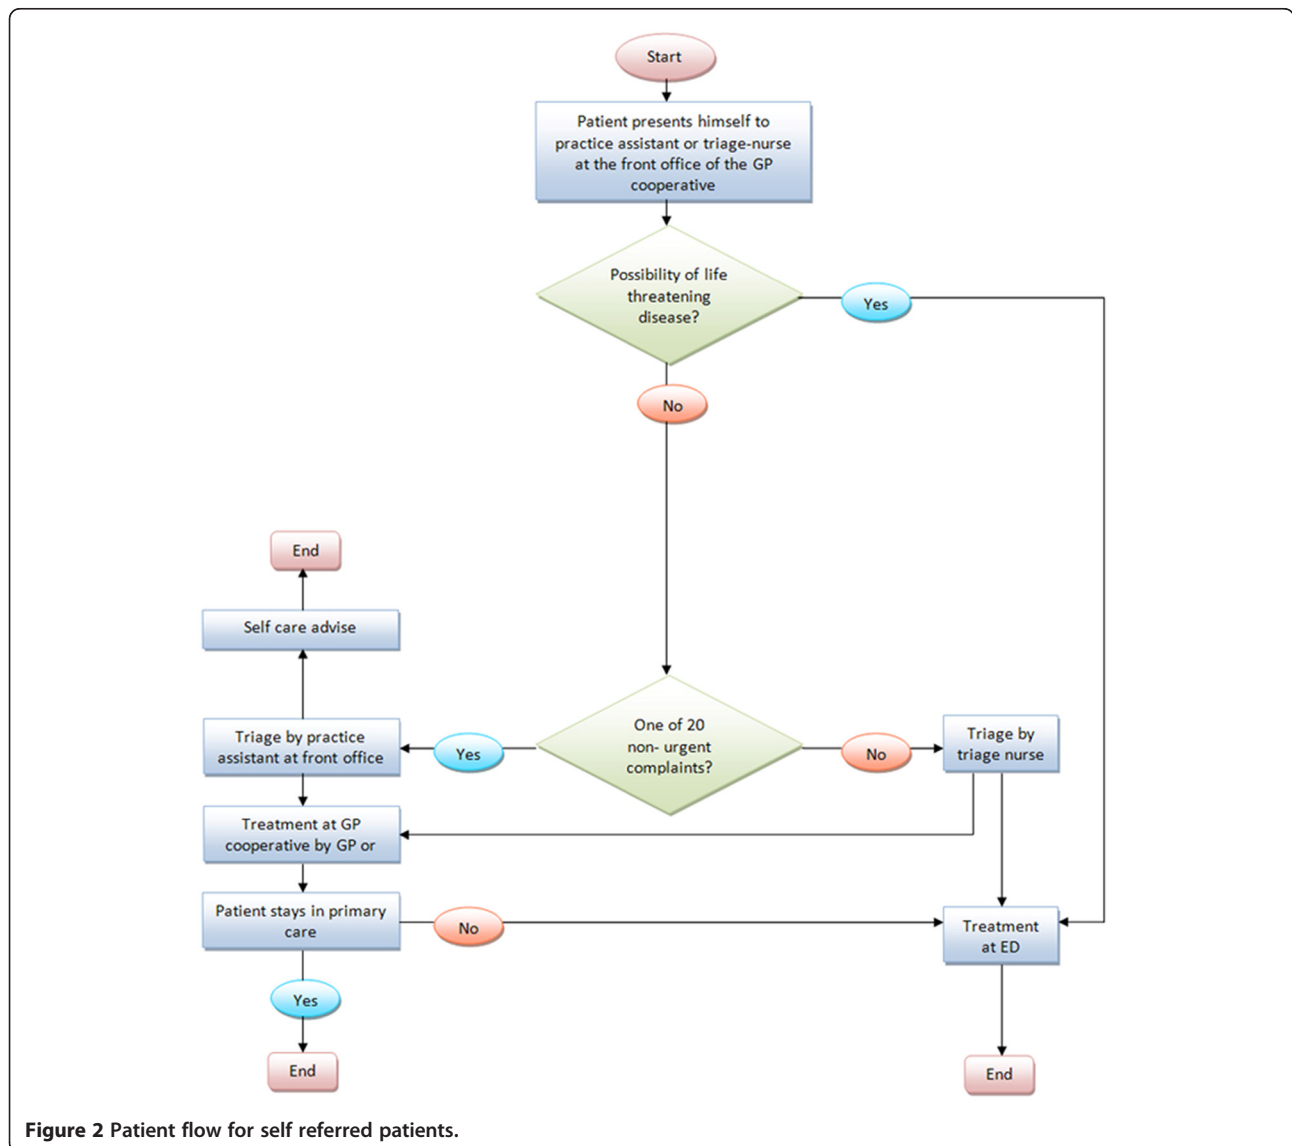 Start
Patient presents himself to
practice assistant or triage-nurse
at the front office of the GP
cooperative
Possibility of life
threatening
disease?
Yes
No
End
Self care advise
Triage by practice
assistant at front office
Yes
One of 20
non- urgent
complaints?
No
Triage by
triage nurse
Treatment at GP
cooperative by GP or
Patient stays in primary
care
No
Treatment
at ED
Yes
End
End
Figure 2 Patient flow for self referred patients.